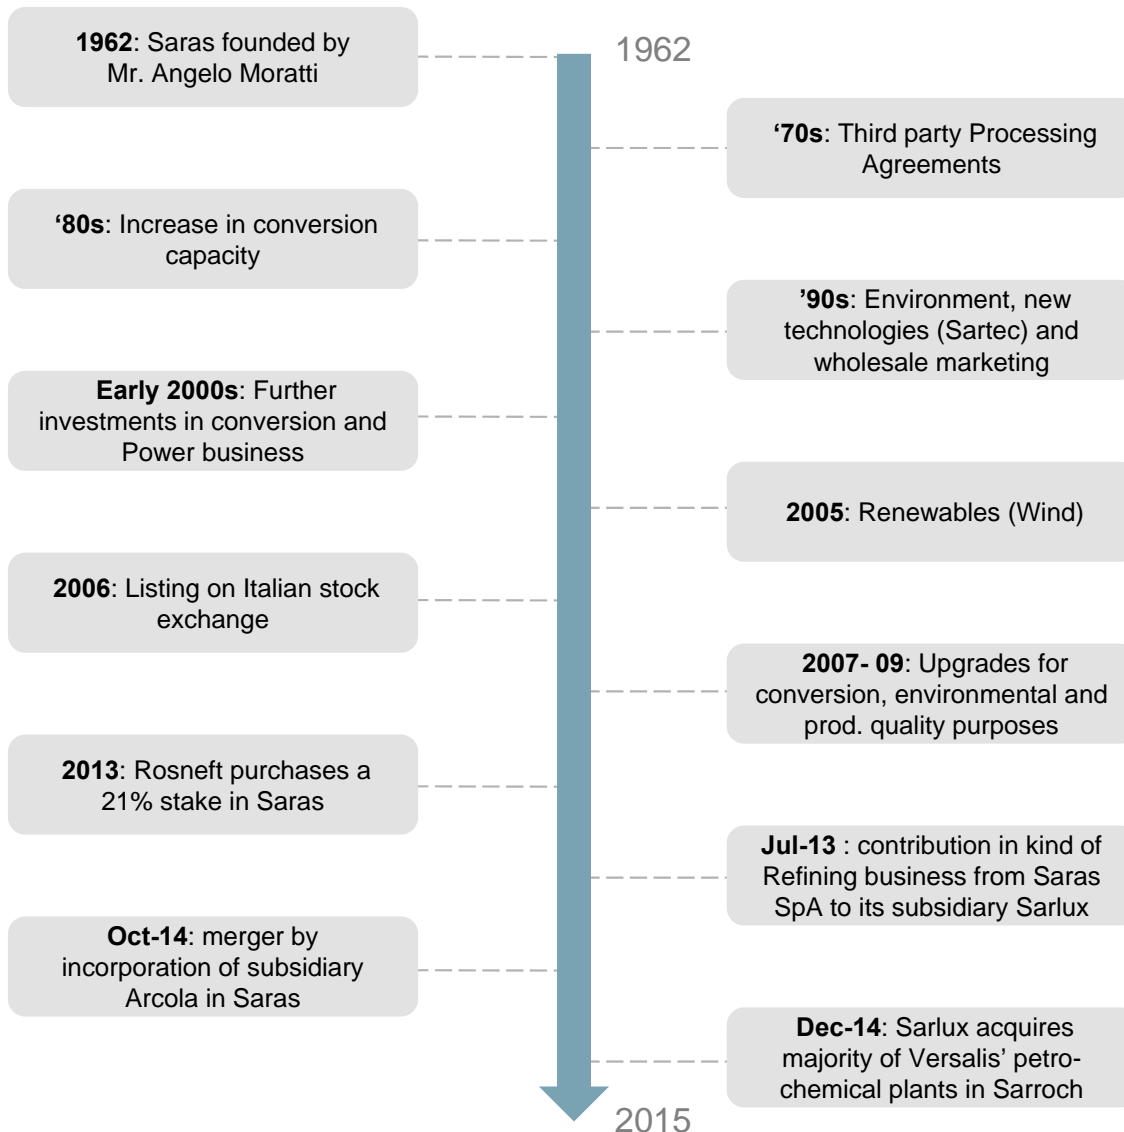 1962: Saras founded by
Mr. Angelo Moratti
1962
‘70s: Third party Processing
Agreements
‘80s: Increase in conversion
capacity
’90s: Environment, new
technologies (Sartec) and
wholesale marketing
Early 2000s: Further
investments in conversion and
Power business
2005: Renewables (Wind)
2006: Listing on Italian stock
exchange
2007- 09: Upgrades for
conversion, environmental and
prod. quality purposes
2013: Rosneft purchases a
21% stake in Saras
Jul-13 : contribution in kind of
Refining business from Saras
SpA to its subsidiary Sarlux
Oct-14: merger by
incorporation of subsidiary
Arcola in Saras
Dec-14: Sarlux acquires
majority of Versalis’ petro-
chemical plants in Sarroch
2015